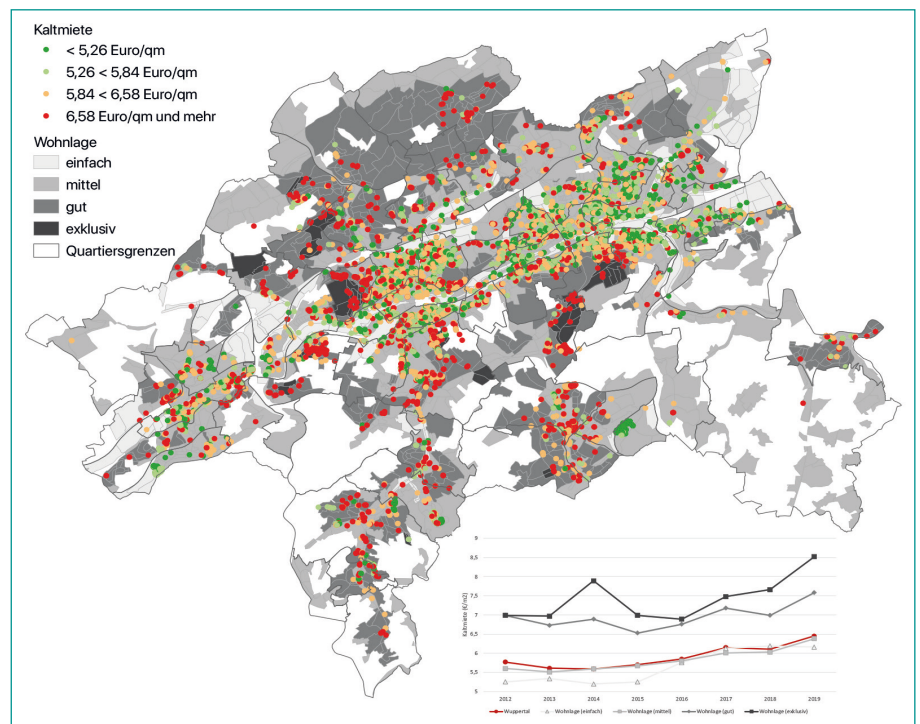 Kaltmiete
< 5,26 Euro/qm
5,26 < 5,84 Euro/qm
5,84 < 6,58 Euro/qm
6,58 Euro/qm und mehr
Wohnlage
einfach
mittel
gut
exklusiv
Quartiersgrenzen
Kaltmiete (€/m2)
9
8,5
8
7,5
7
6,5
6
5,5
5
2012 2013 2014 2015 2016 2017 2018 2019
Wuppertal Wohnlage (einfach) Wohnlage (mittel) Wohnlage (gut) Wohnlage (exklusiv)